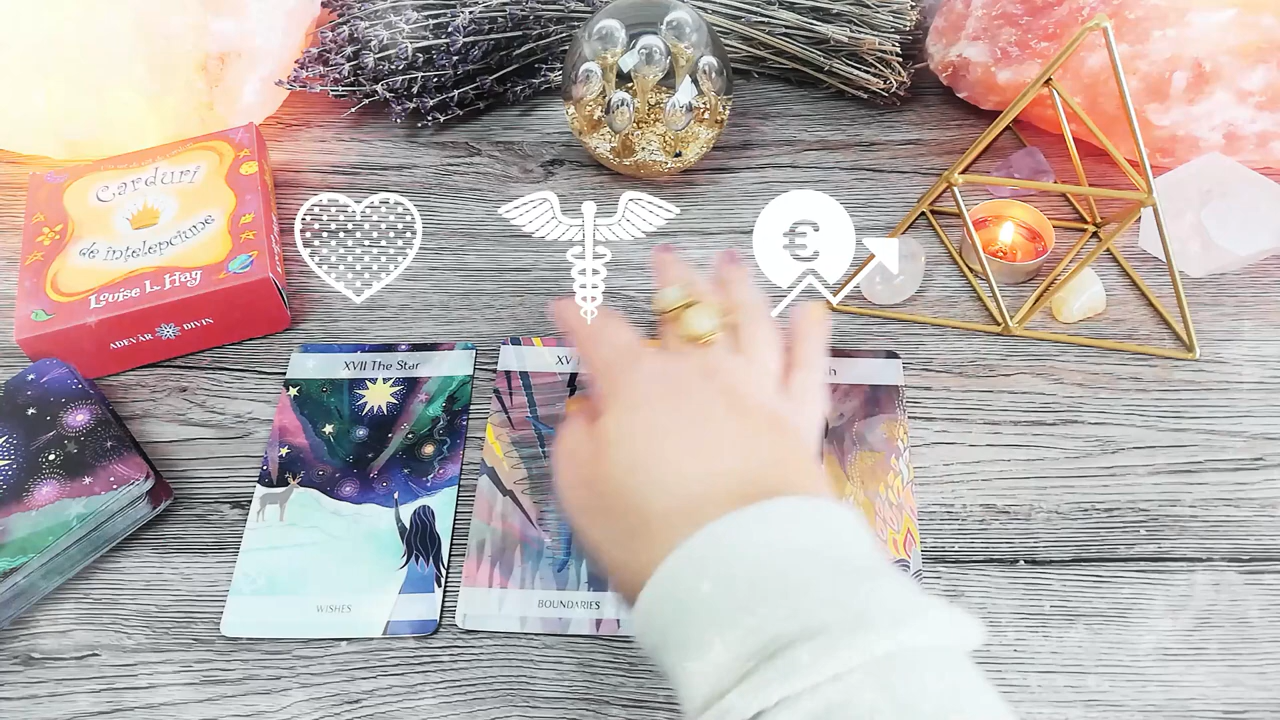 Carduri
de înțelepciune
Louise L. Hay
ADEVĂR DIVIN
€
XVII The Star
WISHES
XV
BOUNDARIES